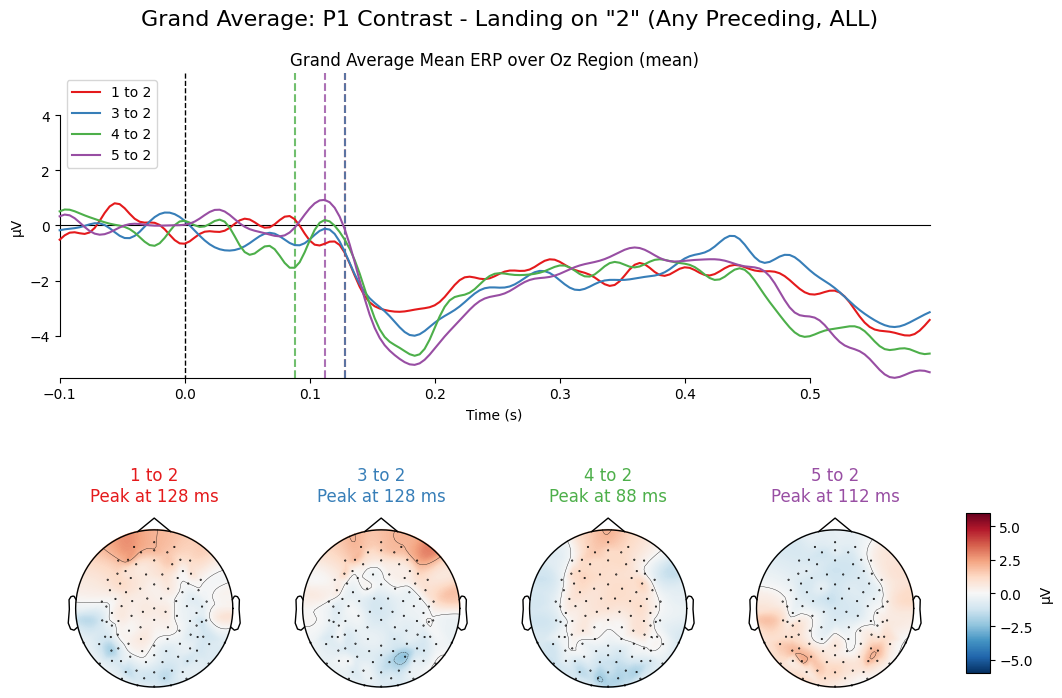 Grand Average: P1 Contrast - Landing on "2" (Any Preceding, ALL)
Grand Average Mean ERP over Oz Region (mean)
1 to 2
3 to 2
4 to 2
5 to 2
4
2
0
−2
−4
µV
−0.1 0.0 0.1 0.2 0.3 0.4 0.5
Time (s)
1 to 2
Peak at 128 ms
3 to 2
Peak at 128 ms
4 to 2
Peak at 88 ms
5 to 2
Peak at 112 ms
5.0
2.5
0.0
−2.5
−5.0
µV